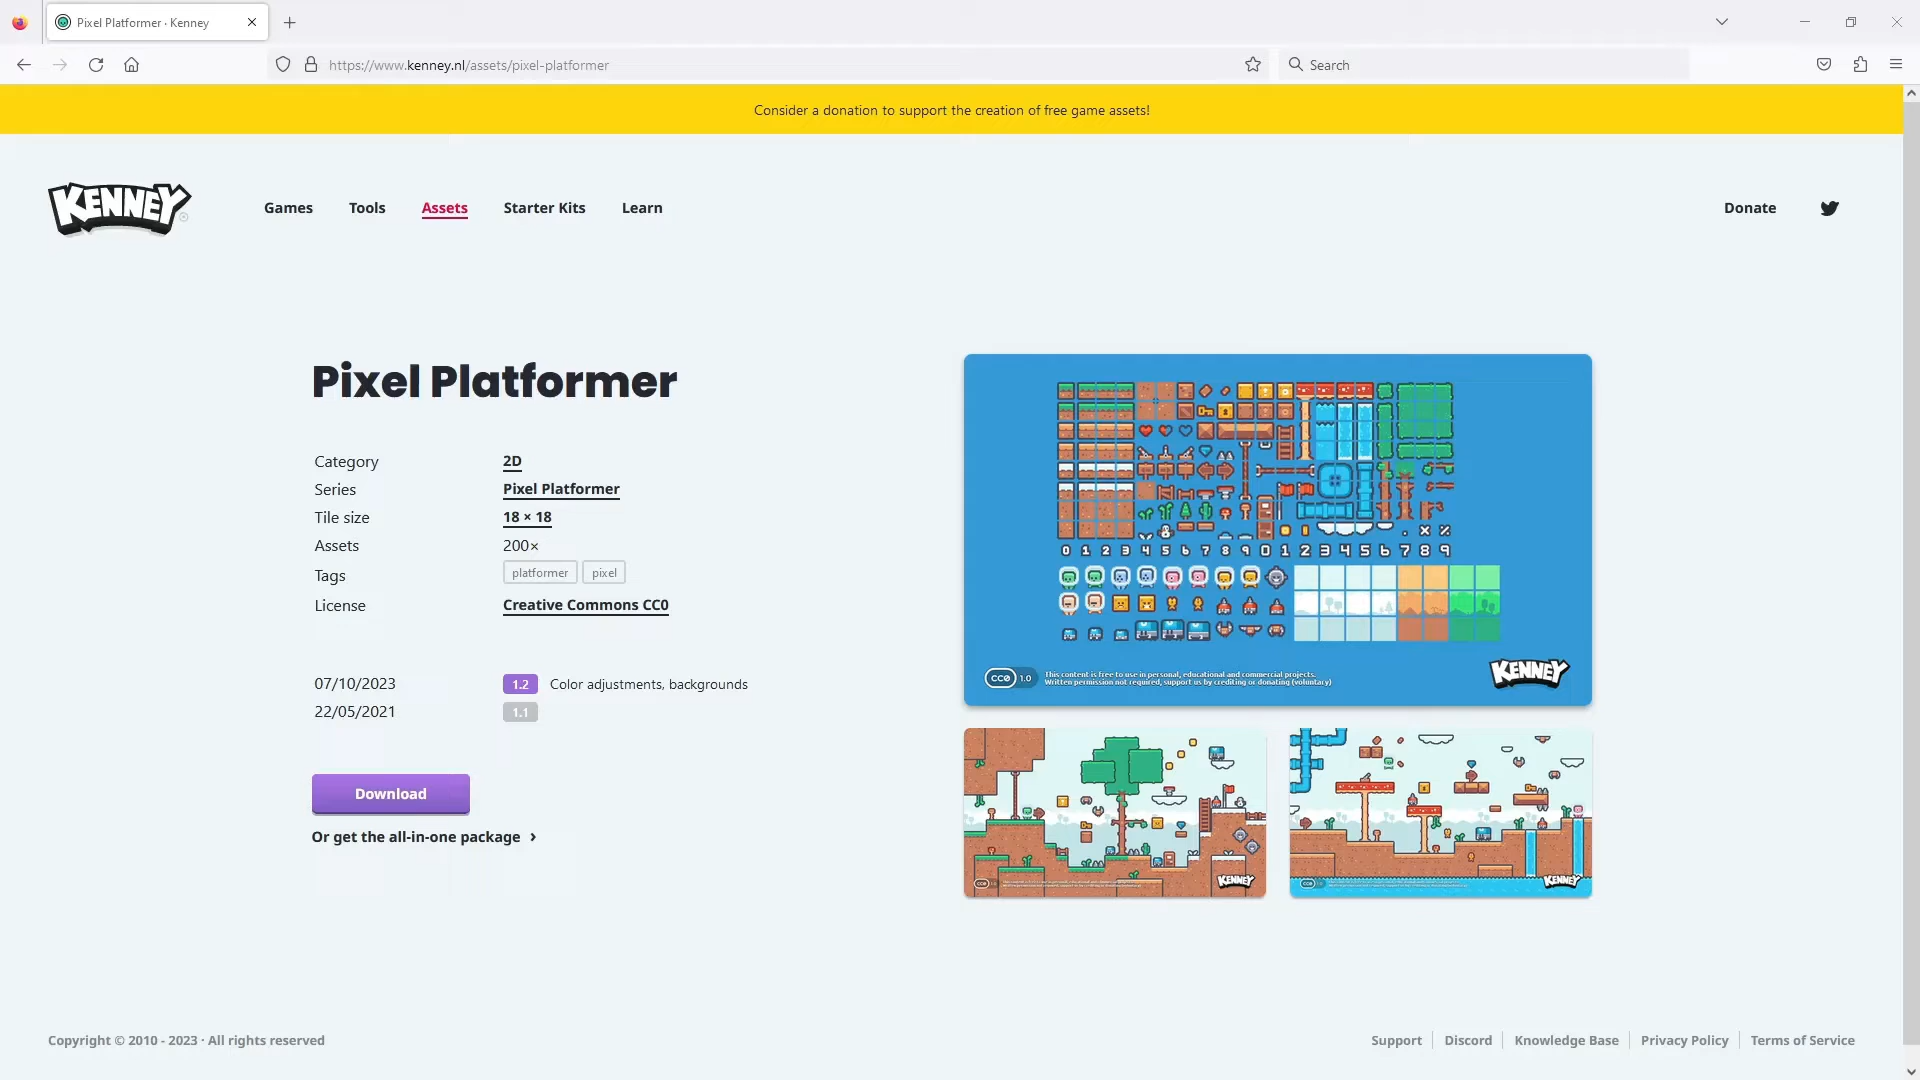 Pixel Platformer · Kenney
https://www.kenney.nl/assets/pixel-platformer
Search
Consider a donation to support the creation of free game assets!
KENNEY
Games
Tools
Assets
Starter Kits
Learn
Donate
Pixel Platformer
Category 2D
Series Pixel Platformer
Tile size 18 × 18
Assets 200×
Tags platformer pixel
License Creative Commons CC0
07/10/2023 1.2 Color adjustments, backgrounds
22/05/2021 1.1
Download
Or get the all-in-one package ›
0 1 2 3 4 5 6 7 8 9 0 1 2 3 4 5 6 7 8 9
CC0 1.0
This content is free to use in personal, educational and commercial projects.
Written permission not required, support us by crediting or donating (voluntary)
KENNEY
KENNEY
KENNEY
Copyright © 2010 - 2023 · All rights reserved
Support
Discord
Knowledge Base
Privacy Policy
Terms of Service